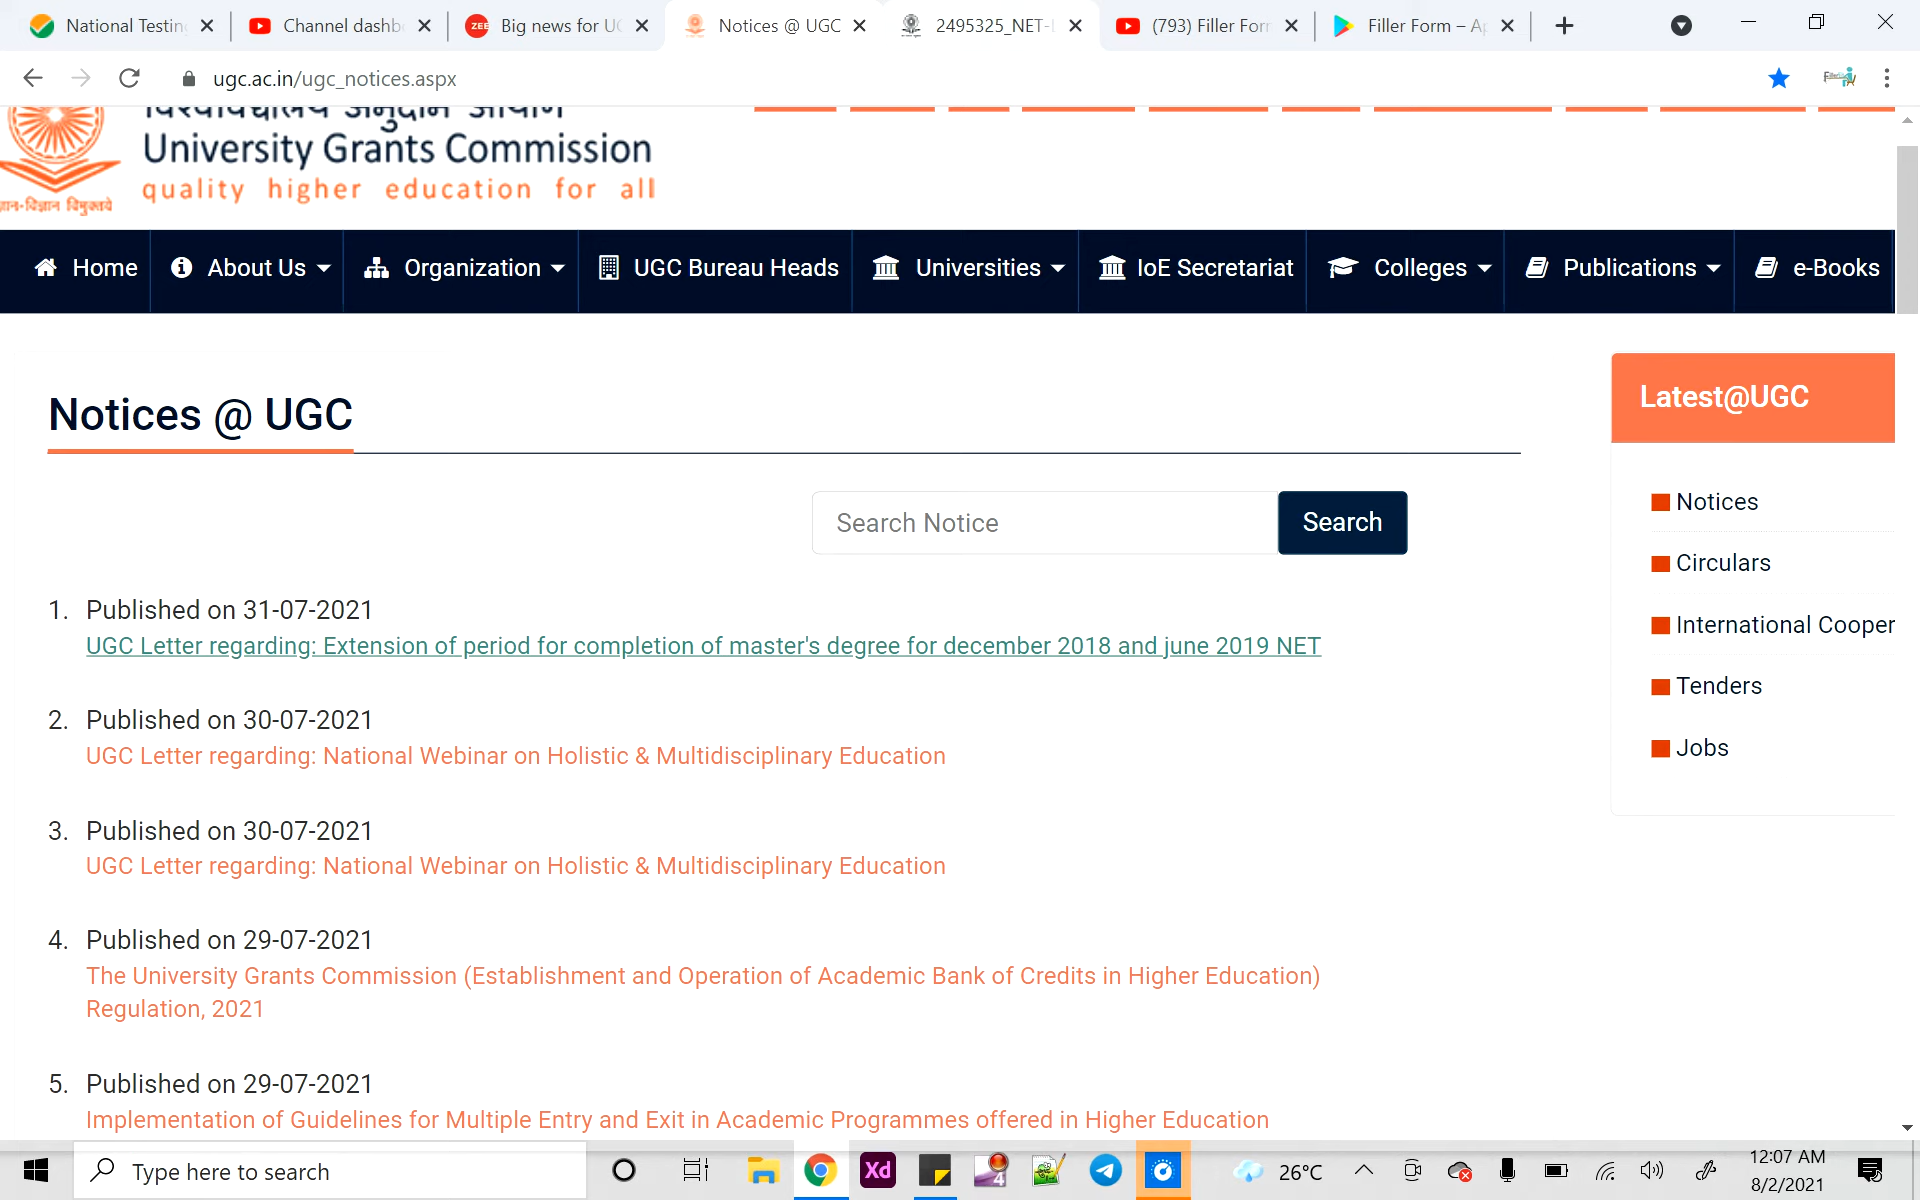 National Testin
Channel dashb
Big news for UG
Notices @ UGC
2495325_NET-
(793) Filler For
Filler Form – Ap
ugc.ac.in/ugc_notices.aspx
विश्वविद्यालय अनुदान आयोग
University Grants Commission
quality higher education for all
ज्ञान-विज्ञान विमुक्तये
Home
About Us
Organization
UGC Bureau Heads
Universities
IoE Secretariat
Colleges
Publications
e-Books
Notices @ UGC
Search Notice
Search
1. Published on 31-07-2021
UGC Letter regarding: Extension of period for completion of master's degree for december 2018 and june 2019 NET
2. Published on 30-07-2021
UGC Letter regarding: National Webinar on Holistic & Multidisciplinary Education
3. Published on 30-07-2021
UGC Letter regarding: National Webinar on Holistic & Multidisciplinary Education
4. Published on 29-07-2021
The University Grants Commission (Establishment and Operation of Academic Bank of Credits in Higher Education)
Regulation, 2021
5. Published on 29-07-2021
Implementation of Guidelines for Multiple Entry and Exit in Academic Programmes offered in Higher Education
Latest@UGC
Notices
Circulars
International Cooper
Tenders
Jobs
Type here to search
Xd
26°C
12:07 AM
8/2/2021